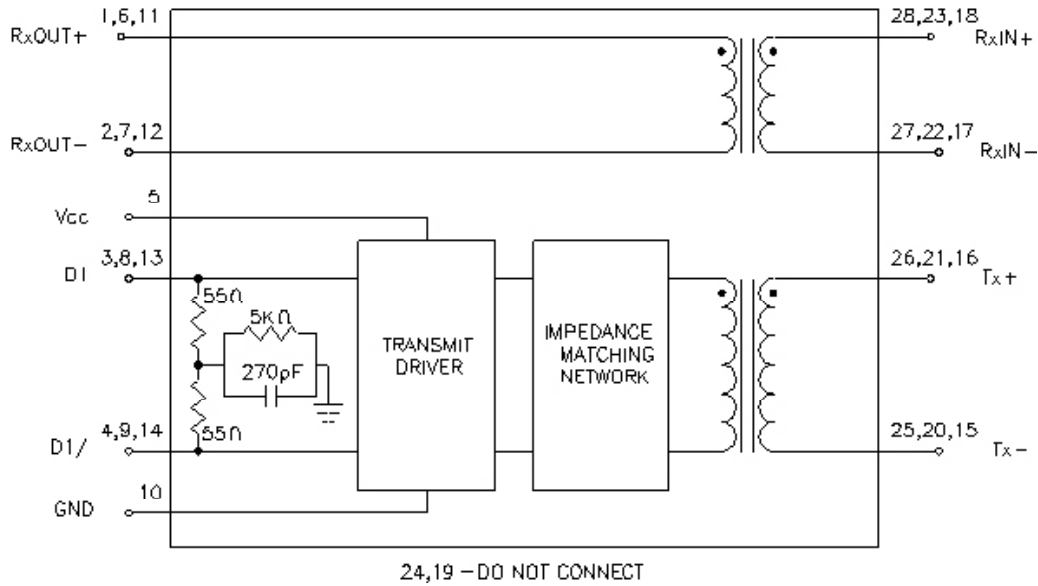 1,6,11
RxOUT+
28,23,18
RxIN+
2,7,12
RxOUT-
27,22,17
RxIN-
5
Vcc
3,8,13
D1
26,21,16
Tx+
55Ω
5KΩ
270pF
TRANSMIT
DRIVER
IMPEDANCE
MATCHING
NETWORK
55Ω
4,9,14
D1/
25,20,15
Tx-
10
GND
24,19 - DO NOT CONNECT